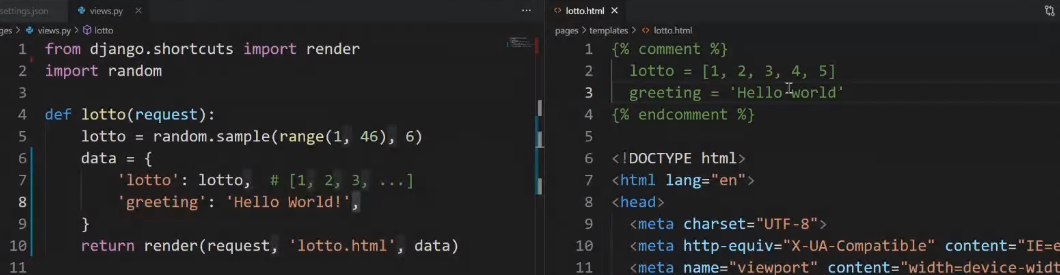 settings.json
views.py ×
ges > views.py > lotto
1 from django.shortcuts import render
2 import random
3
4 def lotto(request):
5 lotto = random.sample(range(1, 46), 6)
6 data = {
7 'lotto': lotto, # [1, 2, 3, ...]
8 'greeting': 'Hello World!',
9 }
10 return render(request, 'lotto.html', data)
11
lotto.html ×
pages > templates > lotto.html
1 {% comment %}
2 lotto = [1, 2, 3, 4, 5]
3 greeting = 'Hello world'
4 {% endcomment %}
5
6 <!DOCTYPE html>
7 <html lang="en">
8 <head>
9 <meta charset="UTF-8">
10 <meta http-equiv="X-UA-Compatible" content="IE=e
11 <meta name="viewport" content="width=device-widt